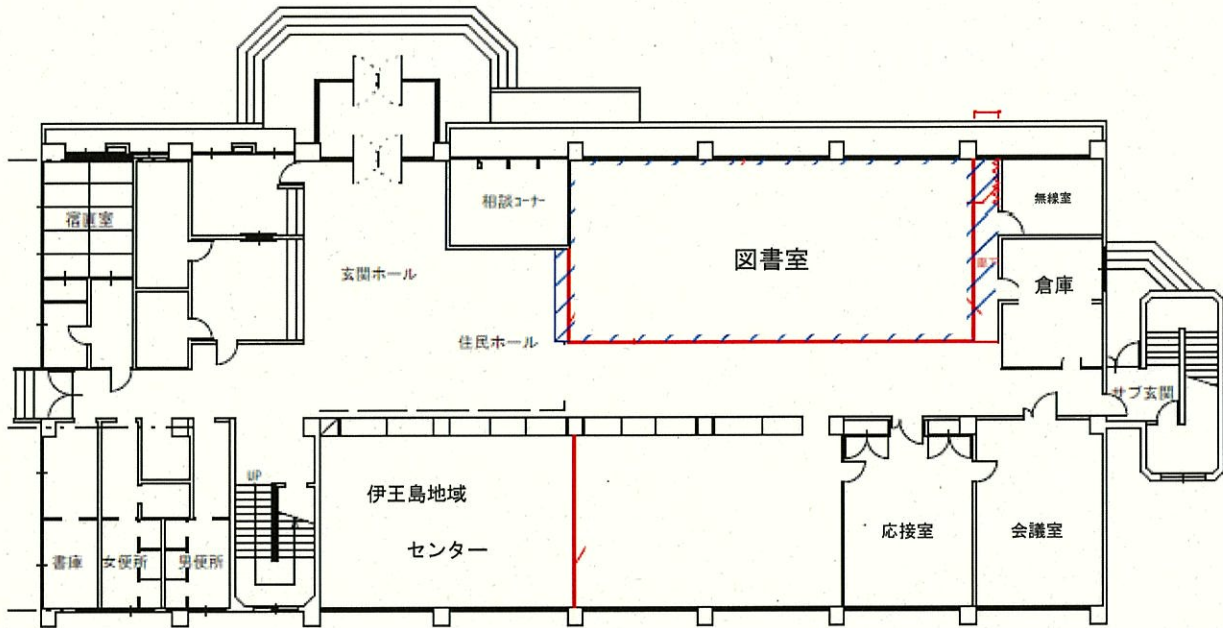 宿直室
相談コーナー
無線室
図書室
玄関ホール
廊下
倉庫
住民ホール
サブ玄関
UP
伊王島地域
センター
応接室
会議室
書庫
女便所
男便所